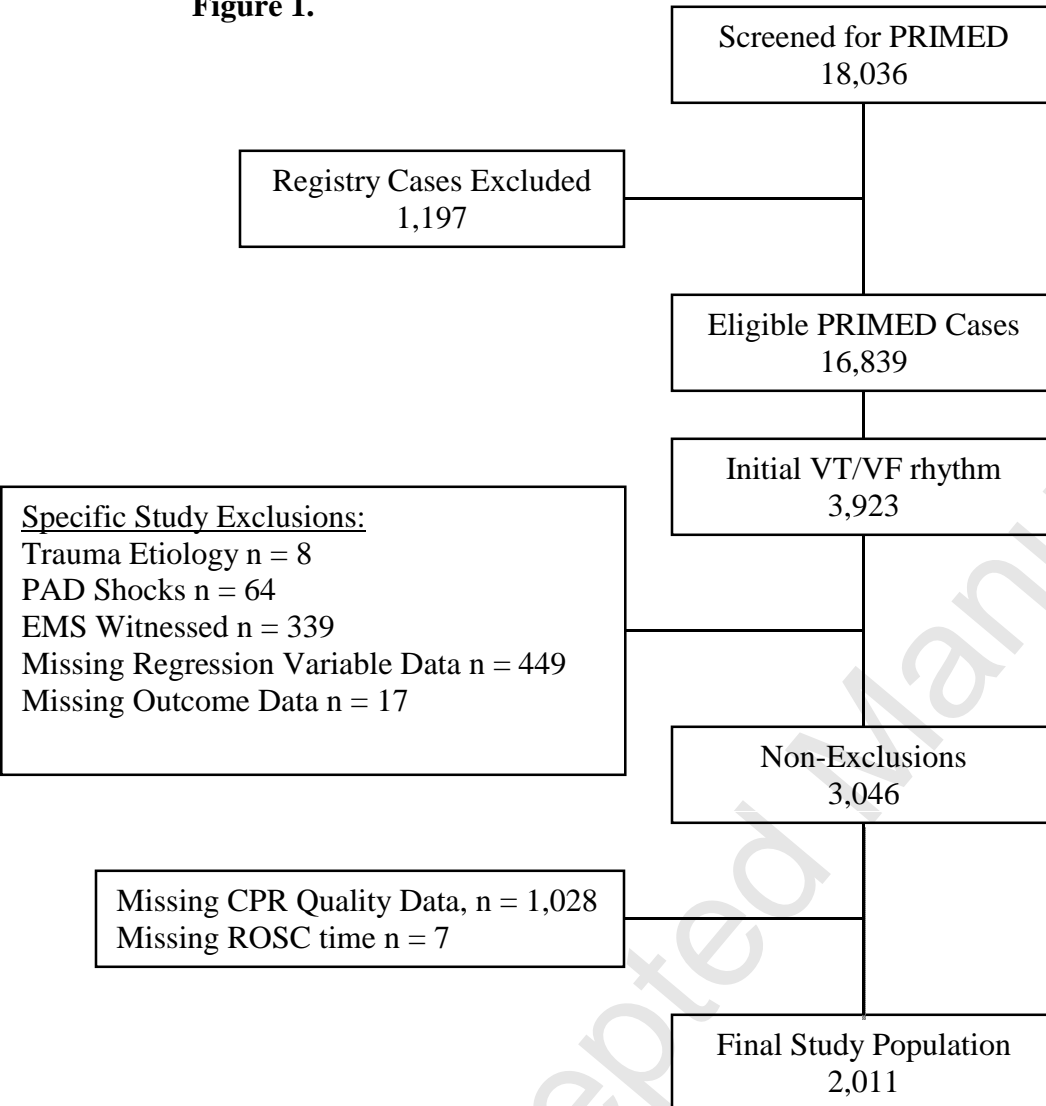 Figure 1.
Screened for PRIMED
18,036
Registry Cases Excluded
1,197
Eligible PRIMED Cases
16,839
Initial VT/VF rhythm
3,923
Specific Study Exclusions:
Trauma Etiology n = 8
PAD Shocks n = 64
EMS Witnessed n = 339
Missing Regression Variable Data n = 449
Missing Outcome Data n = 17
Non-Exclusions
3,046
Missing CPR Quality Data, n = 1,028
Missing ROSC time n = 7
Final Study Population
2,011